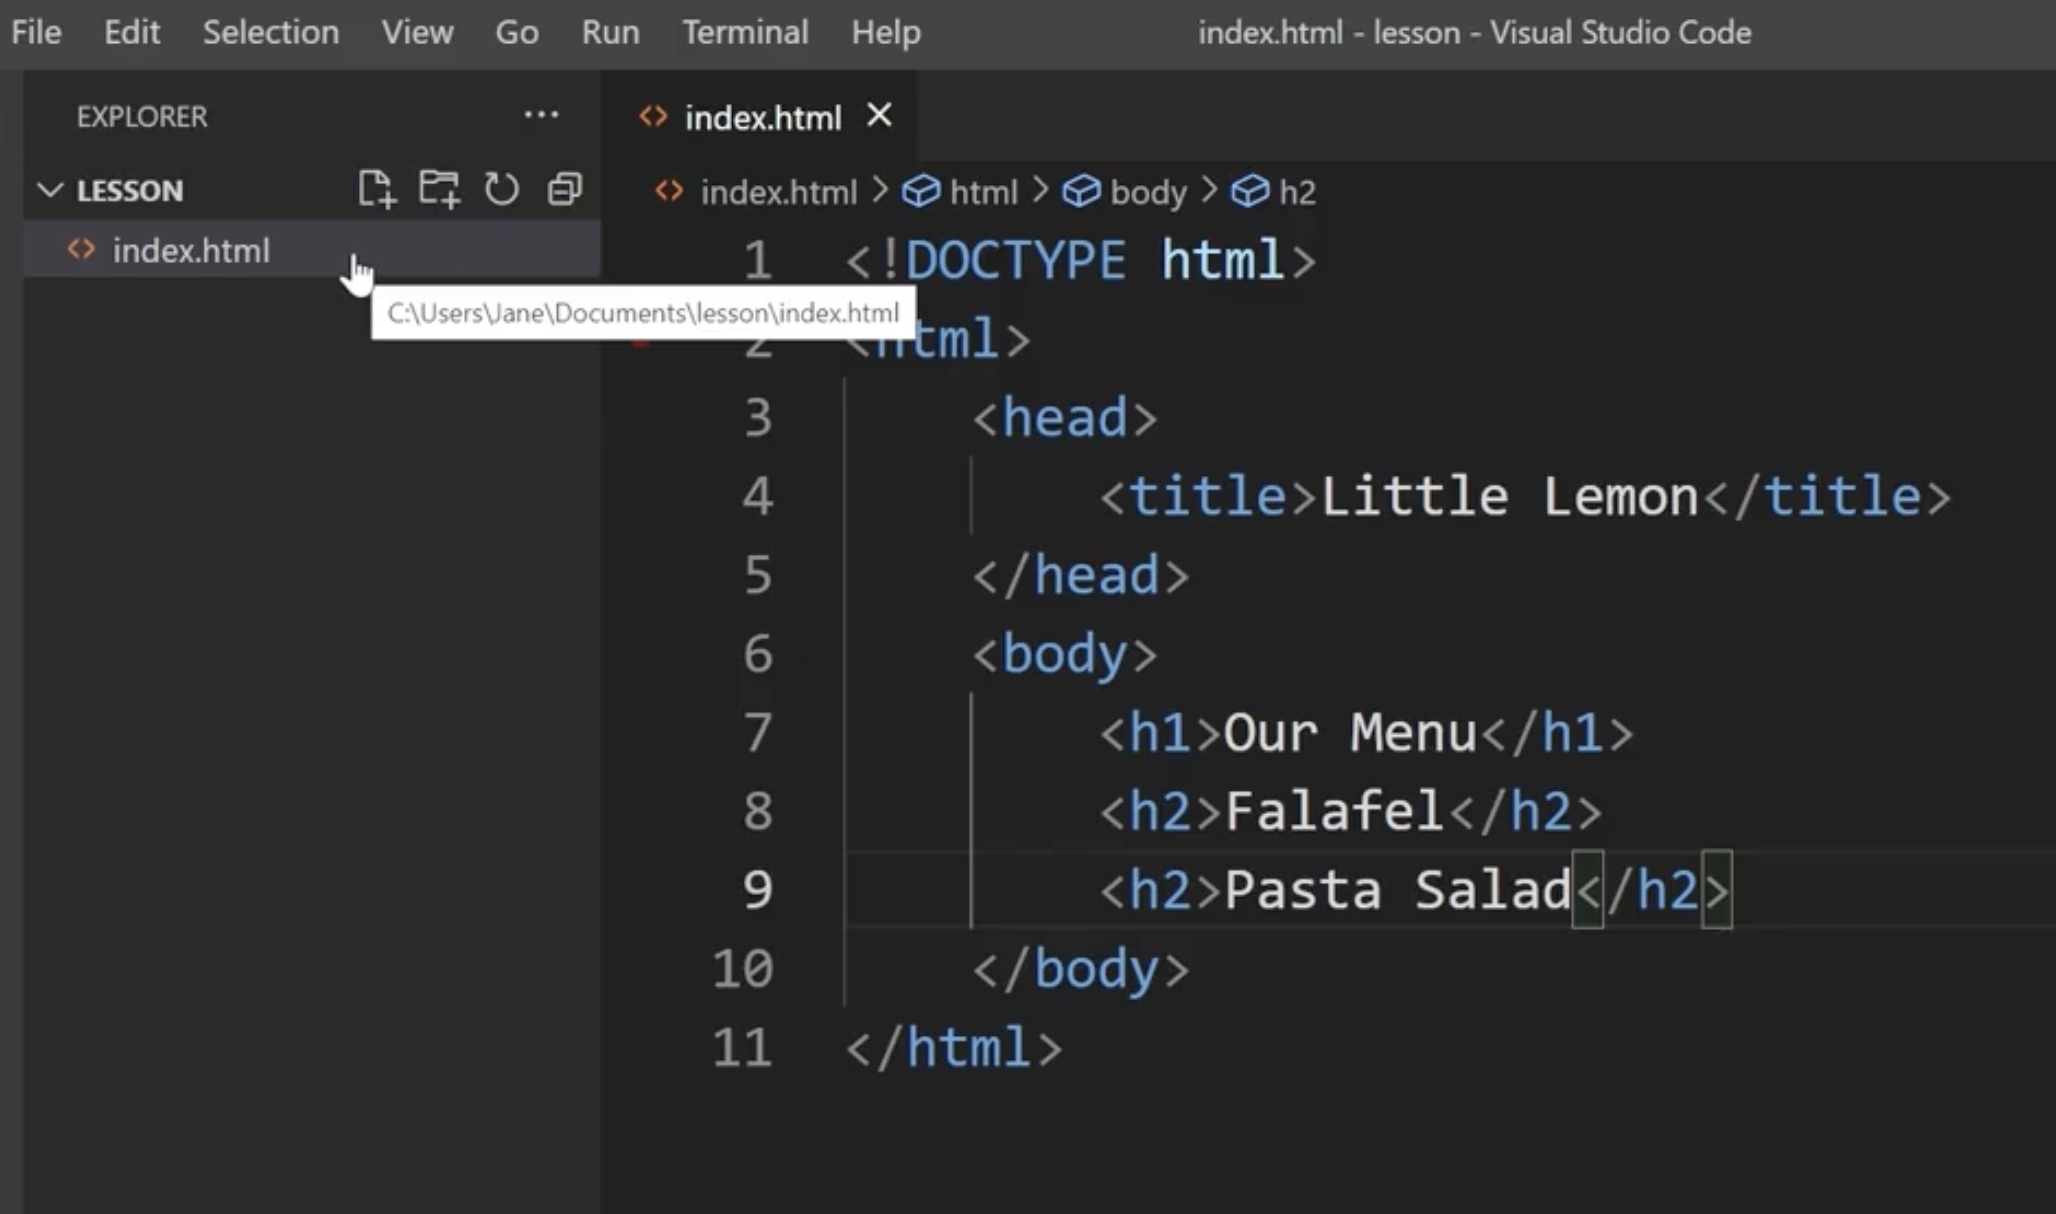 File Edit Selection View Go Run Terminal Help index.html - lesson - Visual Studio Code
EXPLORER ···
index.html ×
LESSON
index.html > html > body > h2
index.html
C:\Users\Jane\Documents\lesson\index.html
1 <!DOCTYPE html>
2 <html>
3 <head>
4 <title>Little Lemon</title>
5 </head>
6 <body>
7 <h1>Our Menu</h1>
8 <h2>Falafel</h2>
9 <h2>Pasta Salad</h2>
10 </body>
11 </html>